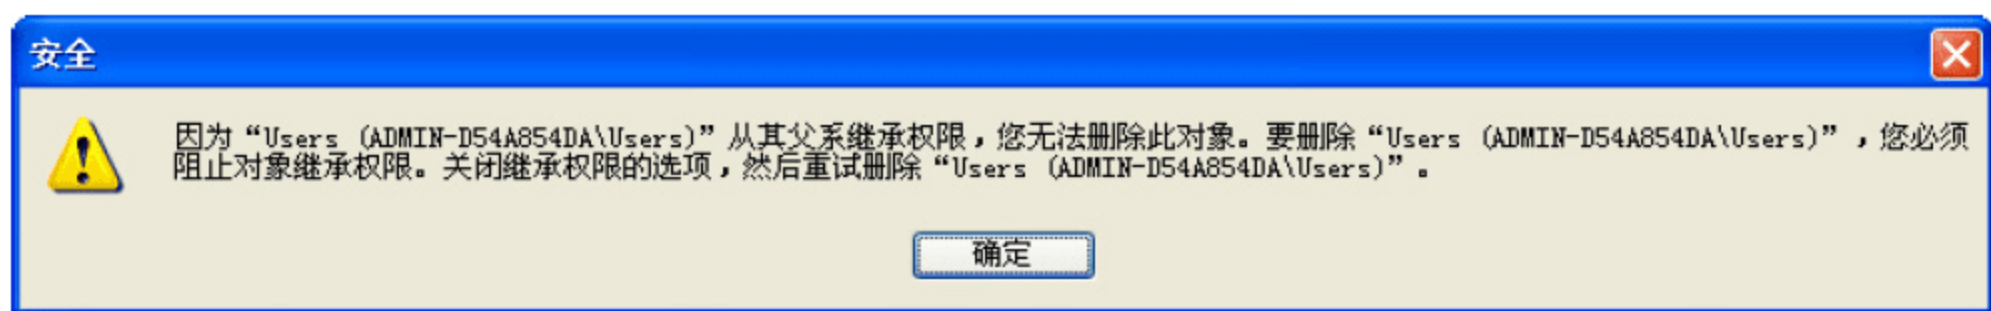 安全
因为“Users (ADMIN-D54A854DA\Users)”从其父系继承权限，您无法删除此对象。要删除“Users (ADMIN-D54A854DA\Users)”，您必须
阻止对象继承权限。关闭继承权限的选项，然后重试删除“Users (ADMIN-D54A854DA\Users)”。
确定